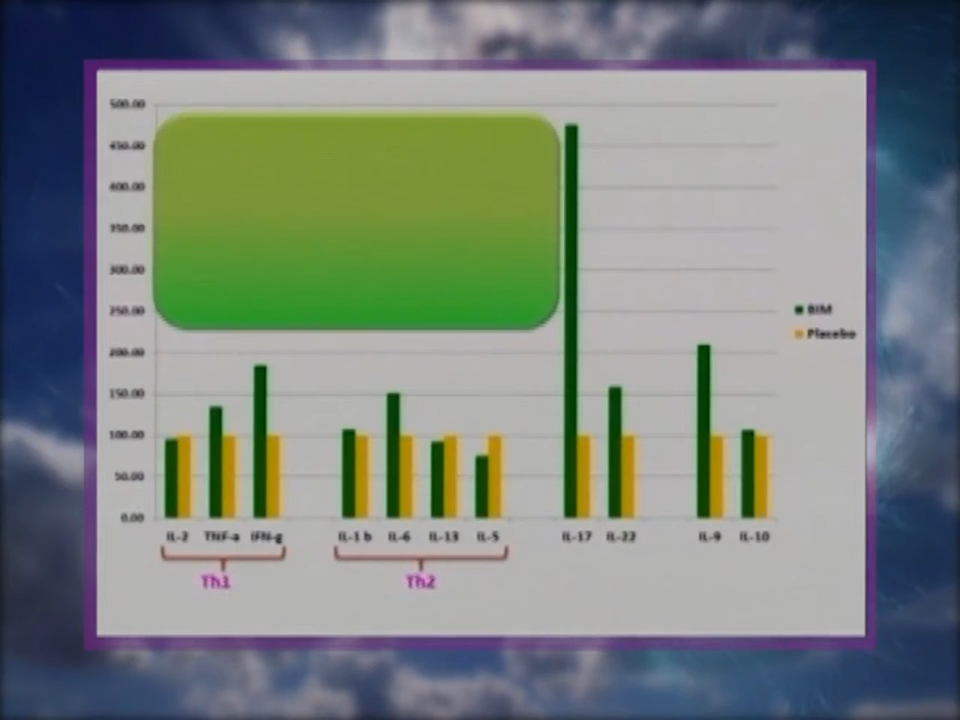 500.00
450.00
400.00
350.00
300.00
250.00
200.00
150.00
100.00
50.00
0.00
BIM
Placebo
IL-2 TNF-a IFN-g IL-1 b IL-6 IL-13 IL-5 IL-17 IL-22 IL-9 IL-10
Th1 Th2